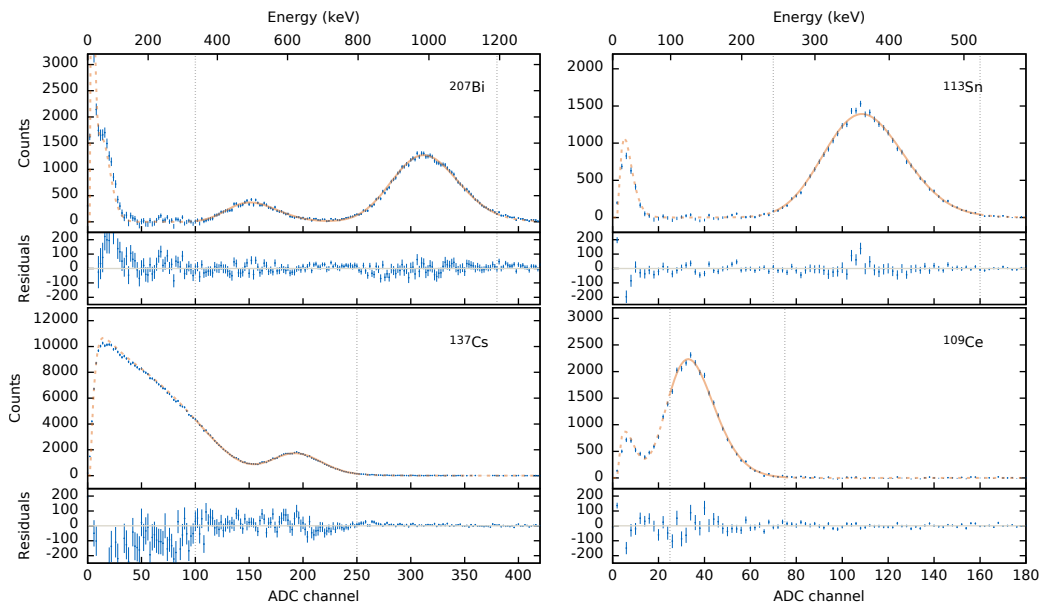 Energy (keV)
0 200 400 600 800 1000 1200
3000
2500
2000
1500
1000
500
0
Counts
207Bi
200
100
0
-100
-200
Residuals
Energy (keV)
0 100 200 300 400 500
2000
1500
1000
500
0
113Sn
200
100
0
-100
-200
12000
10000
8000
6000
4000
2000
0
Counts
137Cs
200
100
0
-100
-200
Residuals
0 50 100 150 200 250 300 350 400
ADC channel
3000
2500
2000
1500
1000
500
0
109Ce
200
100
0
-100
-200
0 20 40 60 80 100 120 140 160 180
ADC channel